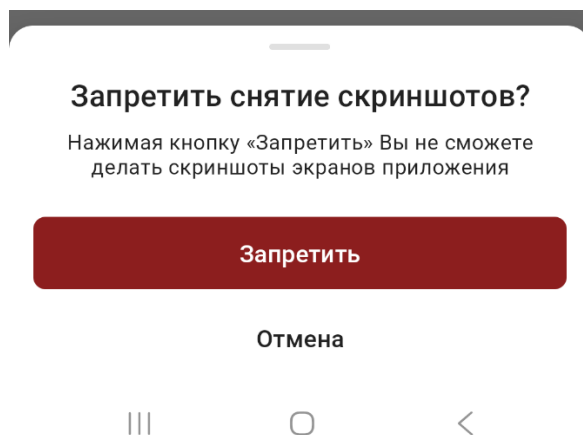 Запретить снятие скриншотов?
Нажимая кнопку «Запретить» Вы не сможете
делать скриншоты экранов приложения
Запретить
Отмена